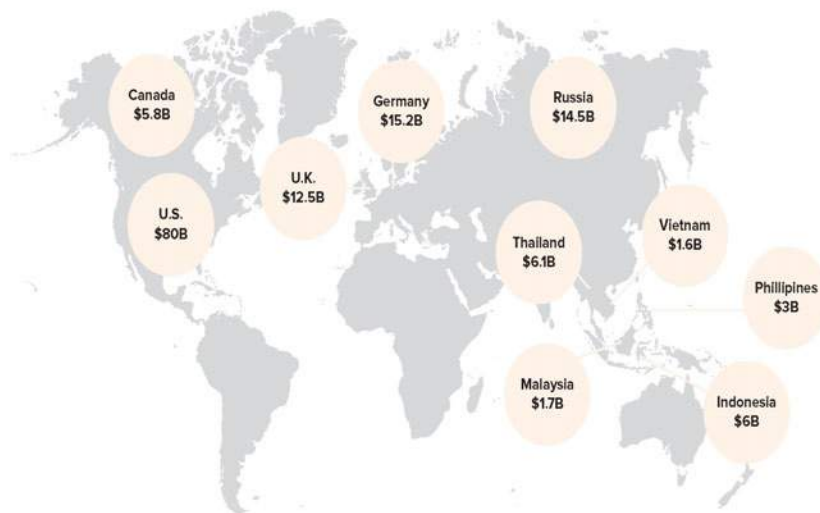 Canada
$5.8B
Germany
$15.2B
Russia
$14.5B
U.K.
$12.5B
U.S.
$80B
Thailand
$6.1B
Vietnam
$1.6B
Phillipines
$3B
Malaysia
$1.7B
Indonesia
$6B